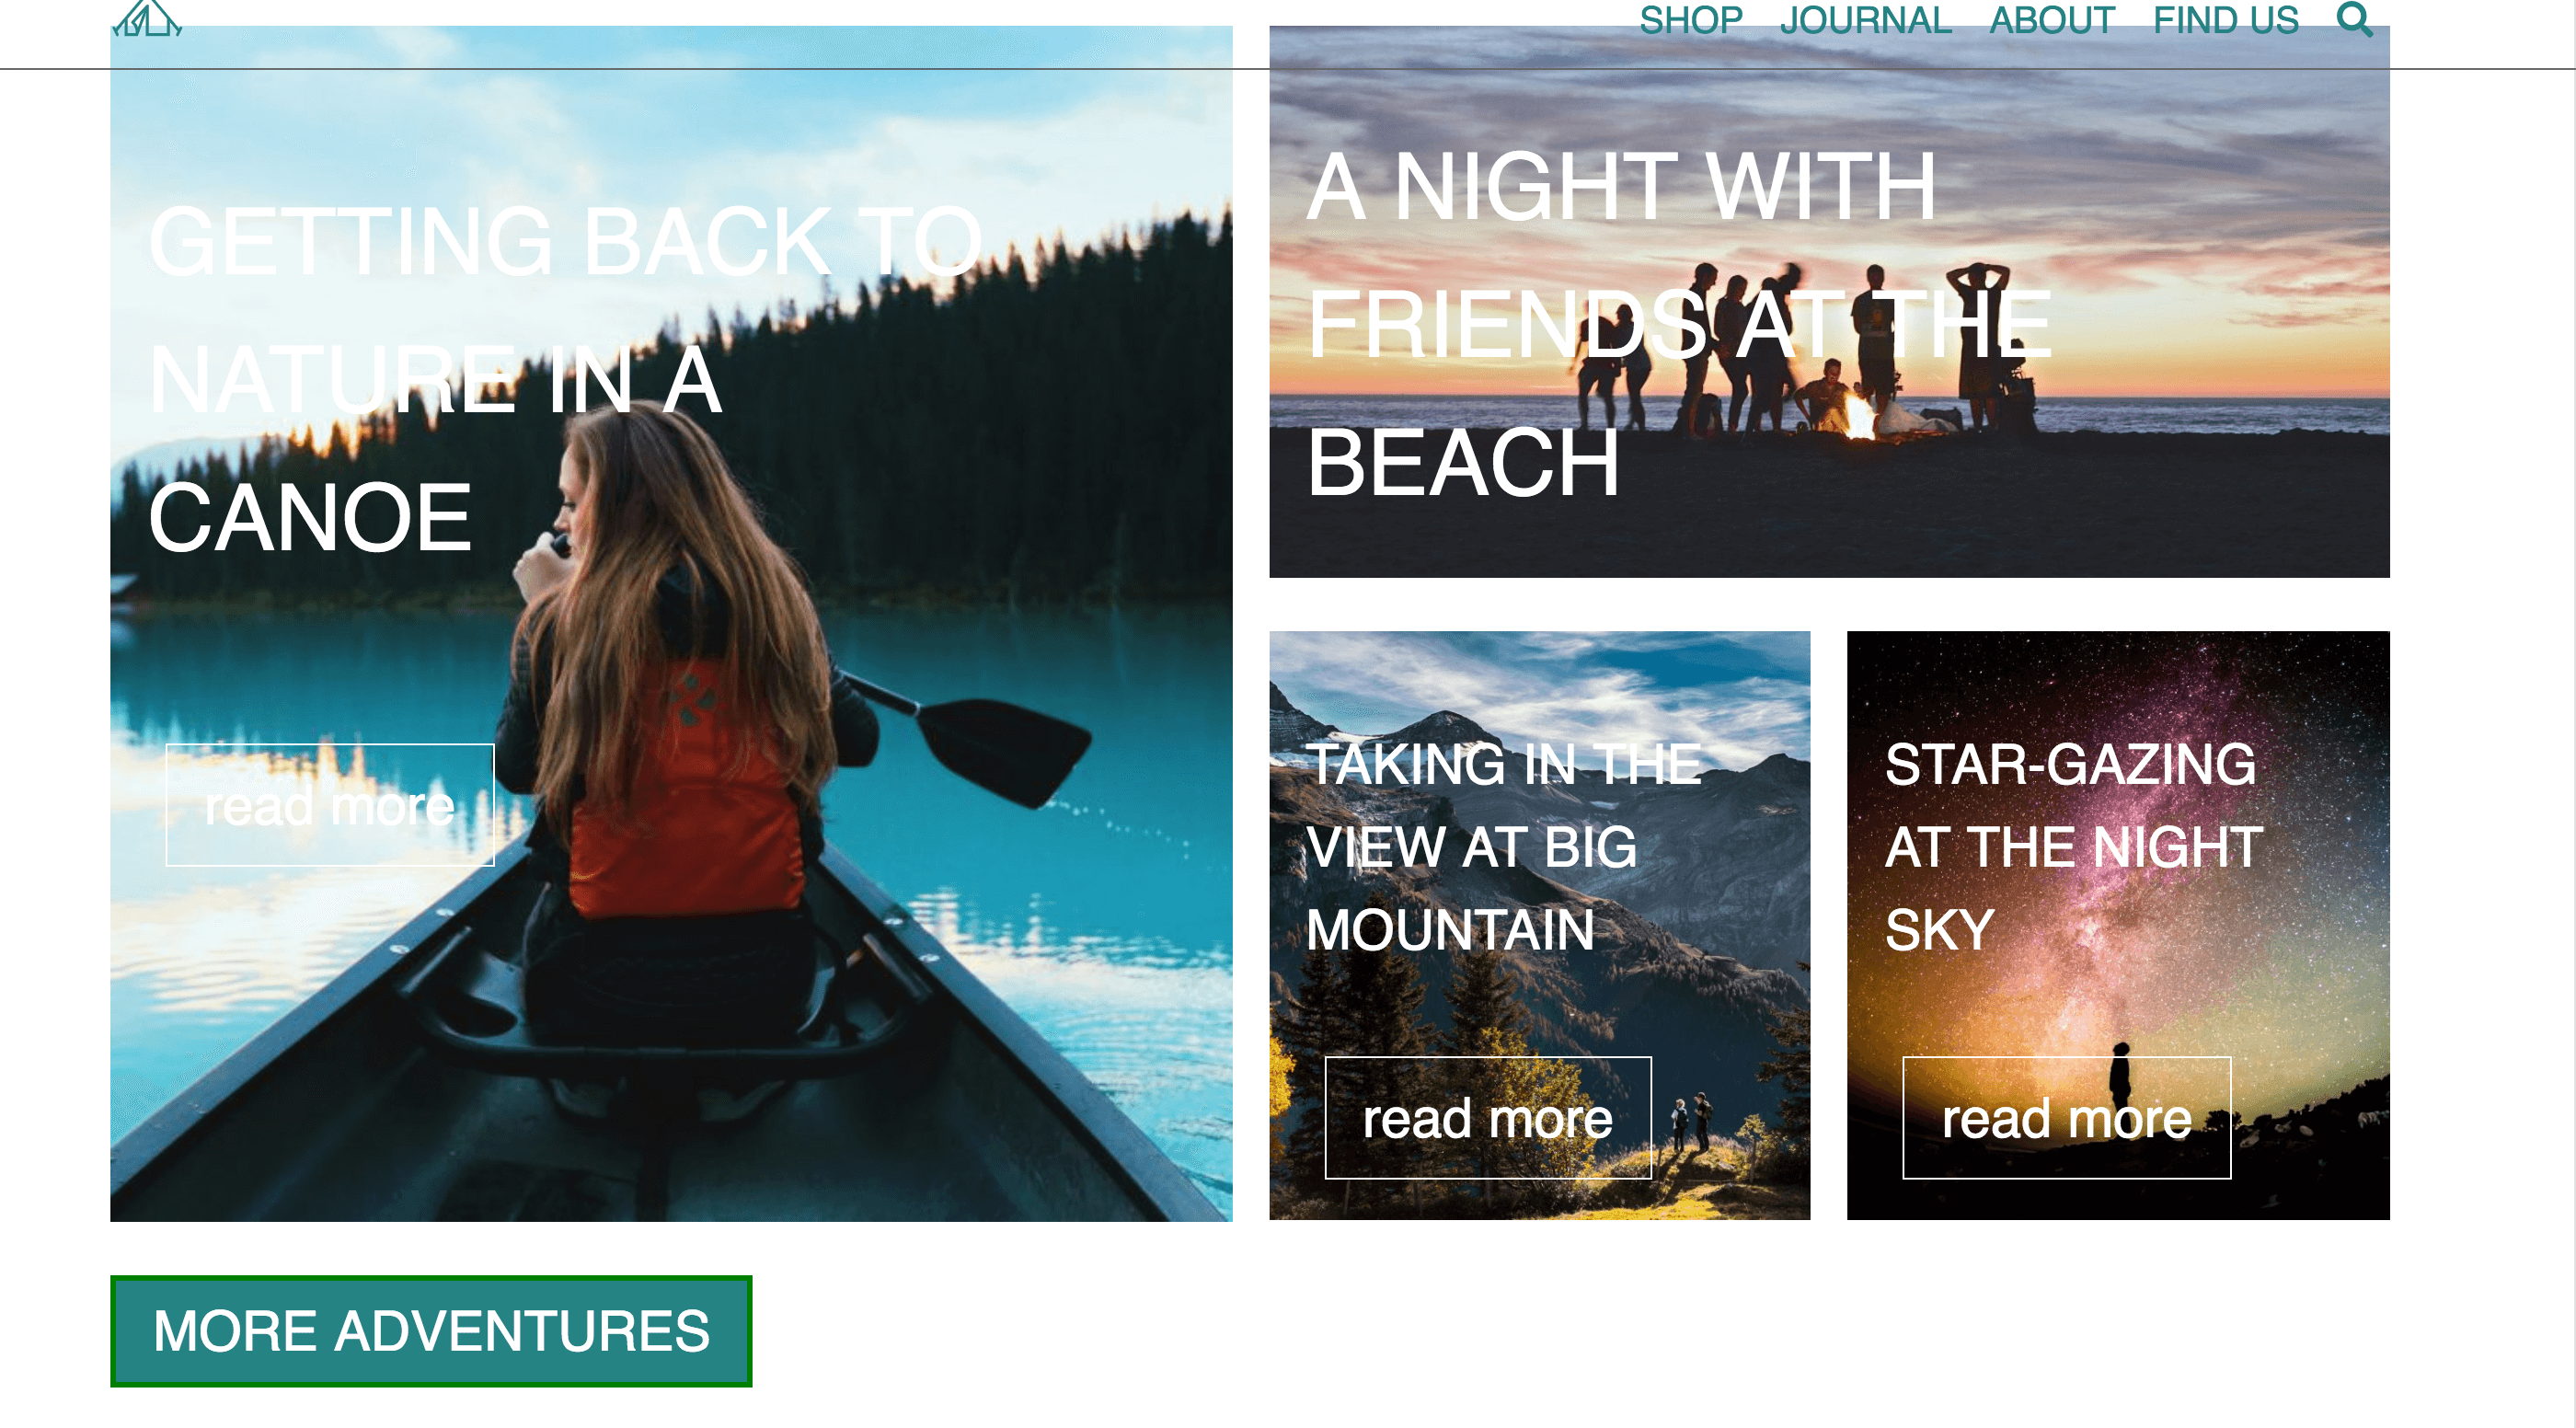 SHOP JOURNAL ABOUT FIND US
GETTING BACK TO
NATURE IN A
CANOE
read more
A NIGHT WITH
FRIENDS AT THE
BEACH
TAKING IN THE
VIEW AT BIG
MOUNTAIN
read more
STAR-GAZING
AT THE NIGHT
SKY
read more
MORE ADVENTURES